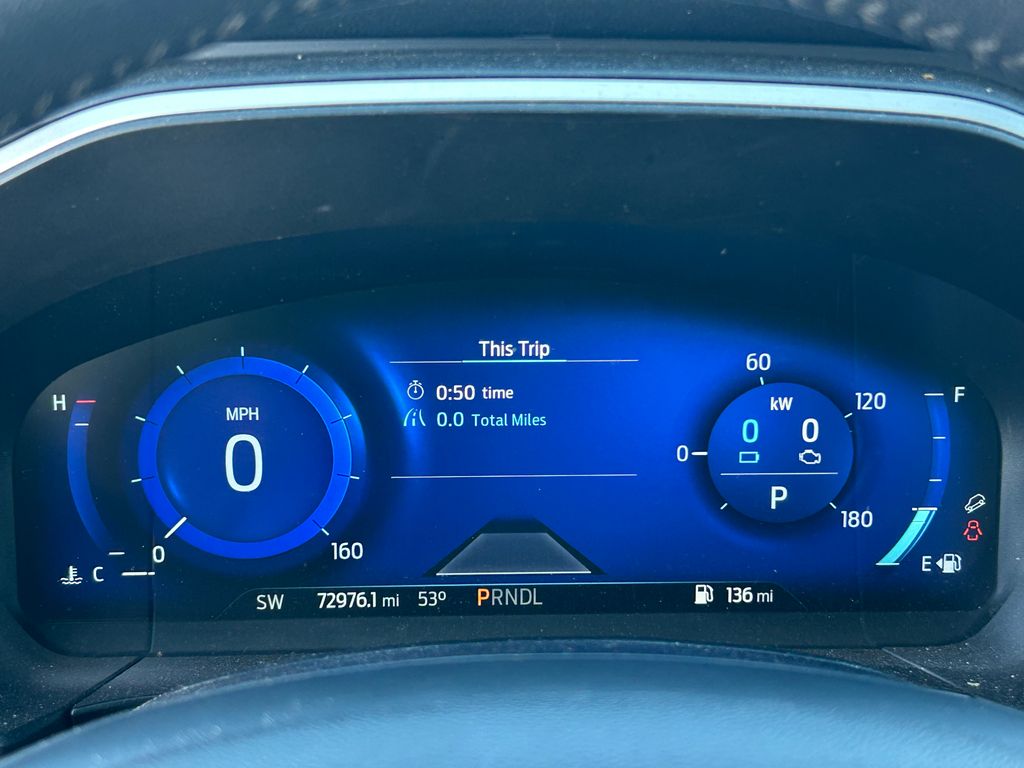 This Trip
0:50 time
0.0 Total Miles
H
C
MPH
0
0
160
60
0
120
180
kW
0 0
P
F
E
SW 72976.1 mi 53° PRNDL 136 mi